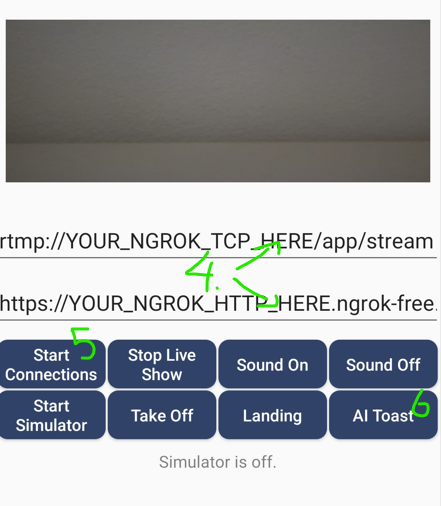 rtmp://YOUR_NGROK_TCP_HERE/app/stream
4.
https://YOUR_NGROK_HTTP_HERE.ngrok-free.
5
Start Connections
Stop Live Show
Sound On
Sound Off
Start Simulator
Take Off
Landing
AI Toast
6
Simulator is off.